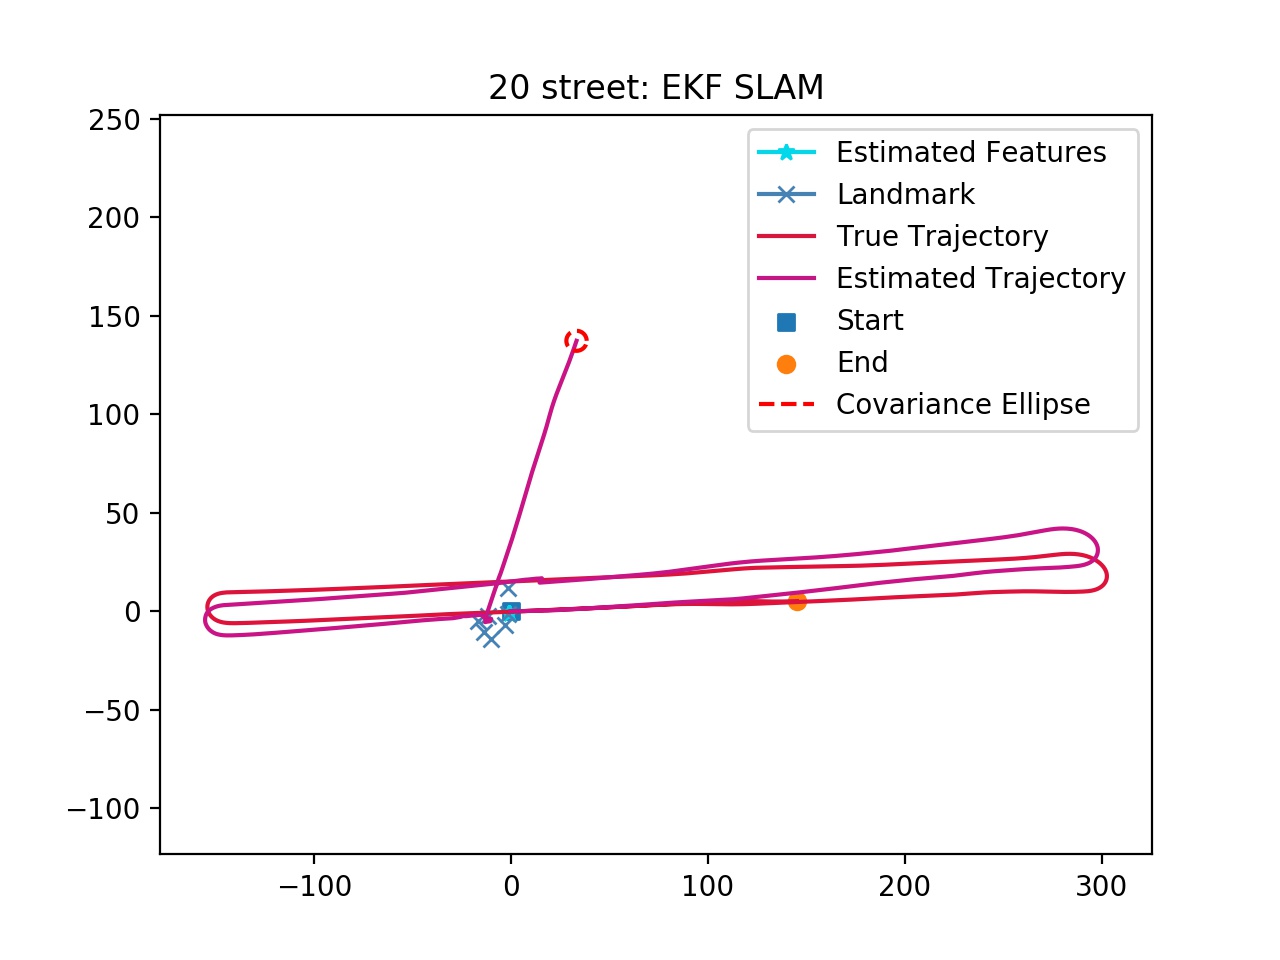 20 street: EKF SLAM
250
200
150
100
50
0
−50
−100
Estimated Features
Landmark
True Trajectory
Estimated Trajectory
Start
End
Covariance Ellipse
−100 0 100 200 300